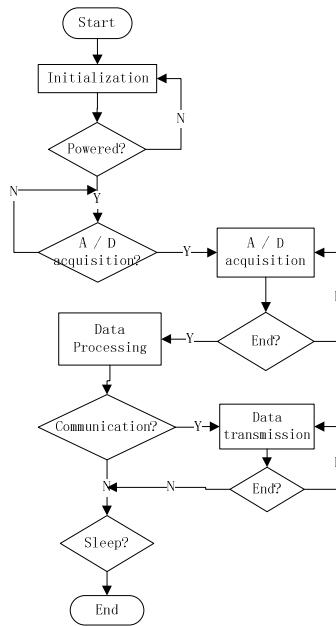 Start
Initialization
N
Powered?
N
Y
A / D
acquisition?
Y
A / D
acquisition
Data
Processing
Y
End?
Communication?
Y
Data
transmission
N
N
End?
Sleep?
End